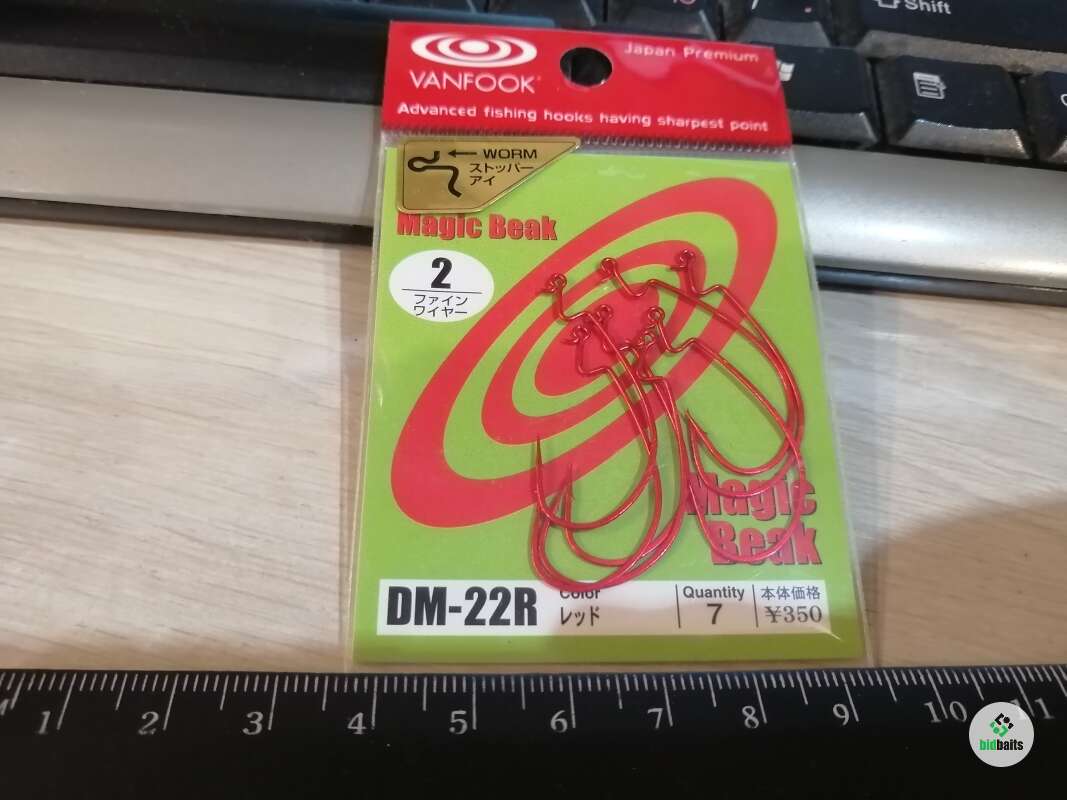 Shift
VANFOOK
Japan Premium
Advanced fishing hooks having sharpest point
WORM
ストッパー
アイ
Magic Beak
2
ファイン
ワイヤー
Magic
Beak
DM-22R
Color
レッド
Quantity
7
本体価格
¥350
1 2 3 4 5 6 7 8 9 10 11
bidbaits